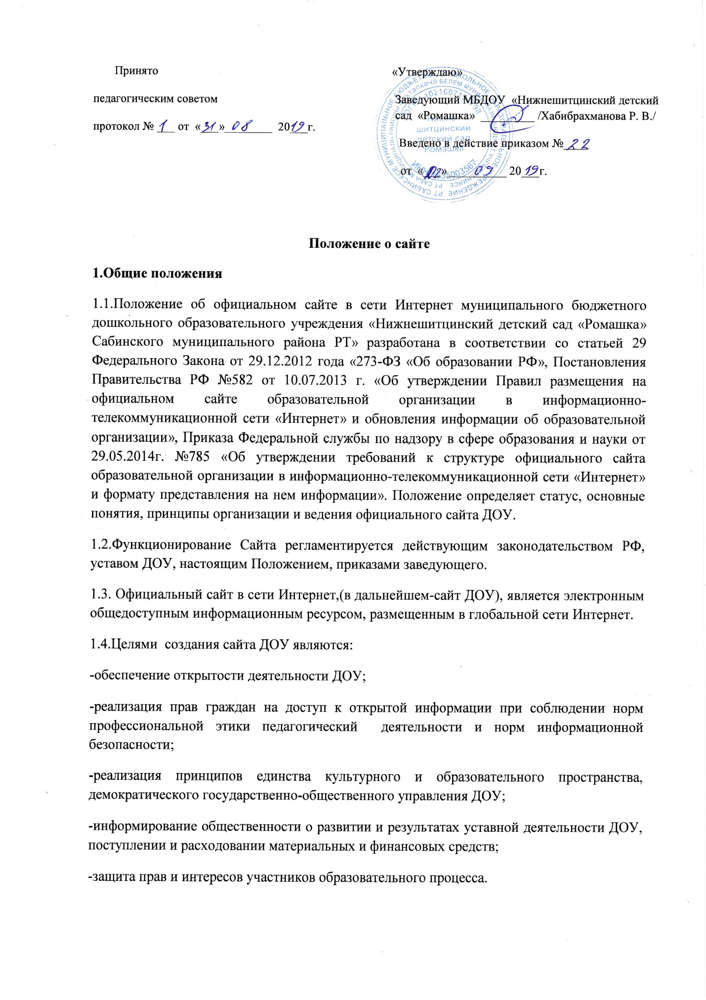 Принято
педагогическим советом
протокол № 1 от «31» 08 2019г.
«Утверждаю»
Заведующий МБДОУ «Нижнешитцинский детский
сад «Ромашка» /Хабибрахманова Р. В./
Введено в действие приказом № 22
от «02» 09 2019г.
шитцинский
детский сад
Ромашка
Положение о сайте
1.Общие положения
1.1.Положение об официальном сайте в сети Интернет муниципального бюджетного
дошкольного образовательного учреждения «Нижнешитцинский детский сад «Ромашка»
Сабинского муниципального района РТ» разработана в соответствии со статьей 29
Федерального Закона от 29.12.2012 года «273-ФЗ «Об образовании РФ», Постановления
Правительства РФ №582 от 10.07.2013 г. «Об утверждении Правил размещения на
официальном сайте образовательной организации в информационно-
телекоммуникационной сети «Интернет» и обновления информации об образовательной
организации», Приказа Федеральной службы по надзору в сфере образования и науки от
29.05.2014г. №785 «Об утверждении требований к структуре официального сайта
образовательной организации в информационно-телекоммуникационной сети «Интернет»
и формату представления на нем информации». Положение определяет статус, основные
понятия, принципы организации и ведения официального сайта ДОУ.
1.2.Функционирование Сайта регламентируется действующим законодательством РФ,
уставом ДОУ, настоящим Положением, приказами заведующего.
1.3. Официальный сайт в сети Интернет,(в дальнейшем-сайт ДОУ), является электронным
общедоступным информационным ресурсом, размещенным в глобальной сети Интернет.
1.4.Целями создания сайта ДОУ являются:
-обеспечение открытости деятельности ДОУ;
-реализация прав граждан на доступ к открытой информации при соблюдении норм
профессиональной этики педагогический деятельности и норм информационной
безопасности;
-реализация принципов единства культурного и образовательного пространства,
демократического государственно-общественного управления ДОУ;
-информирование общественности о развитии и результатах уставной деятельности ДОУ,
поступлении и расходовании материальных и финансовых средств;
-защита прав и интересов участников образовательного процесса.